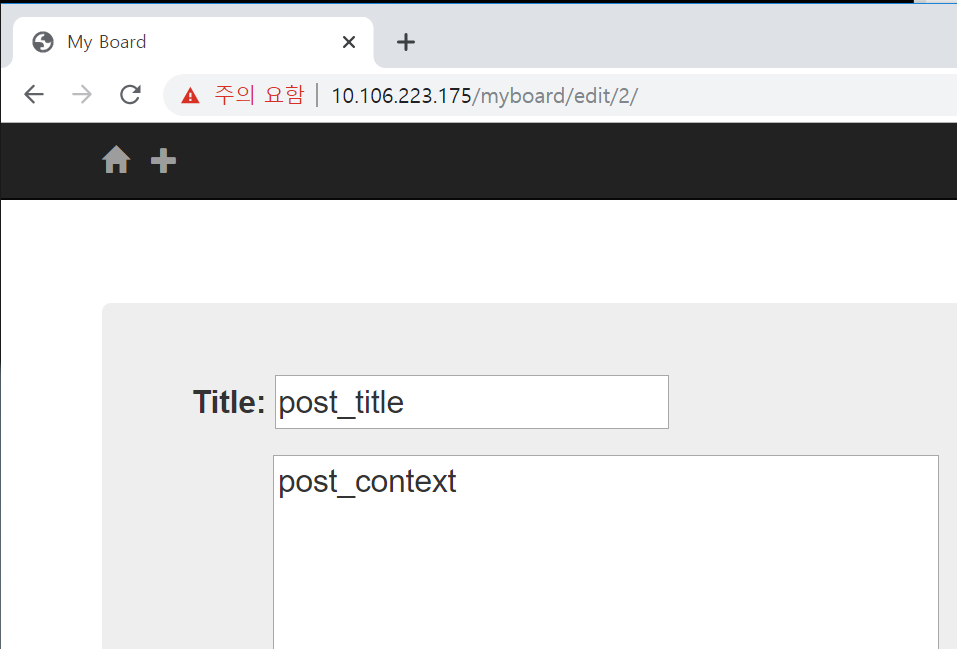 My Board
주의 요함 10.106.223.175/myboard/edit/2/
Title: post_title
post_context